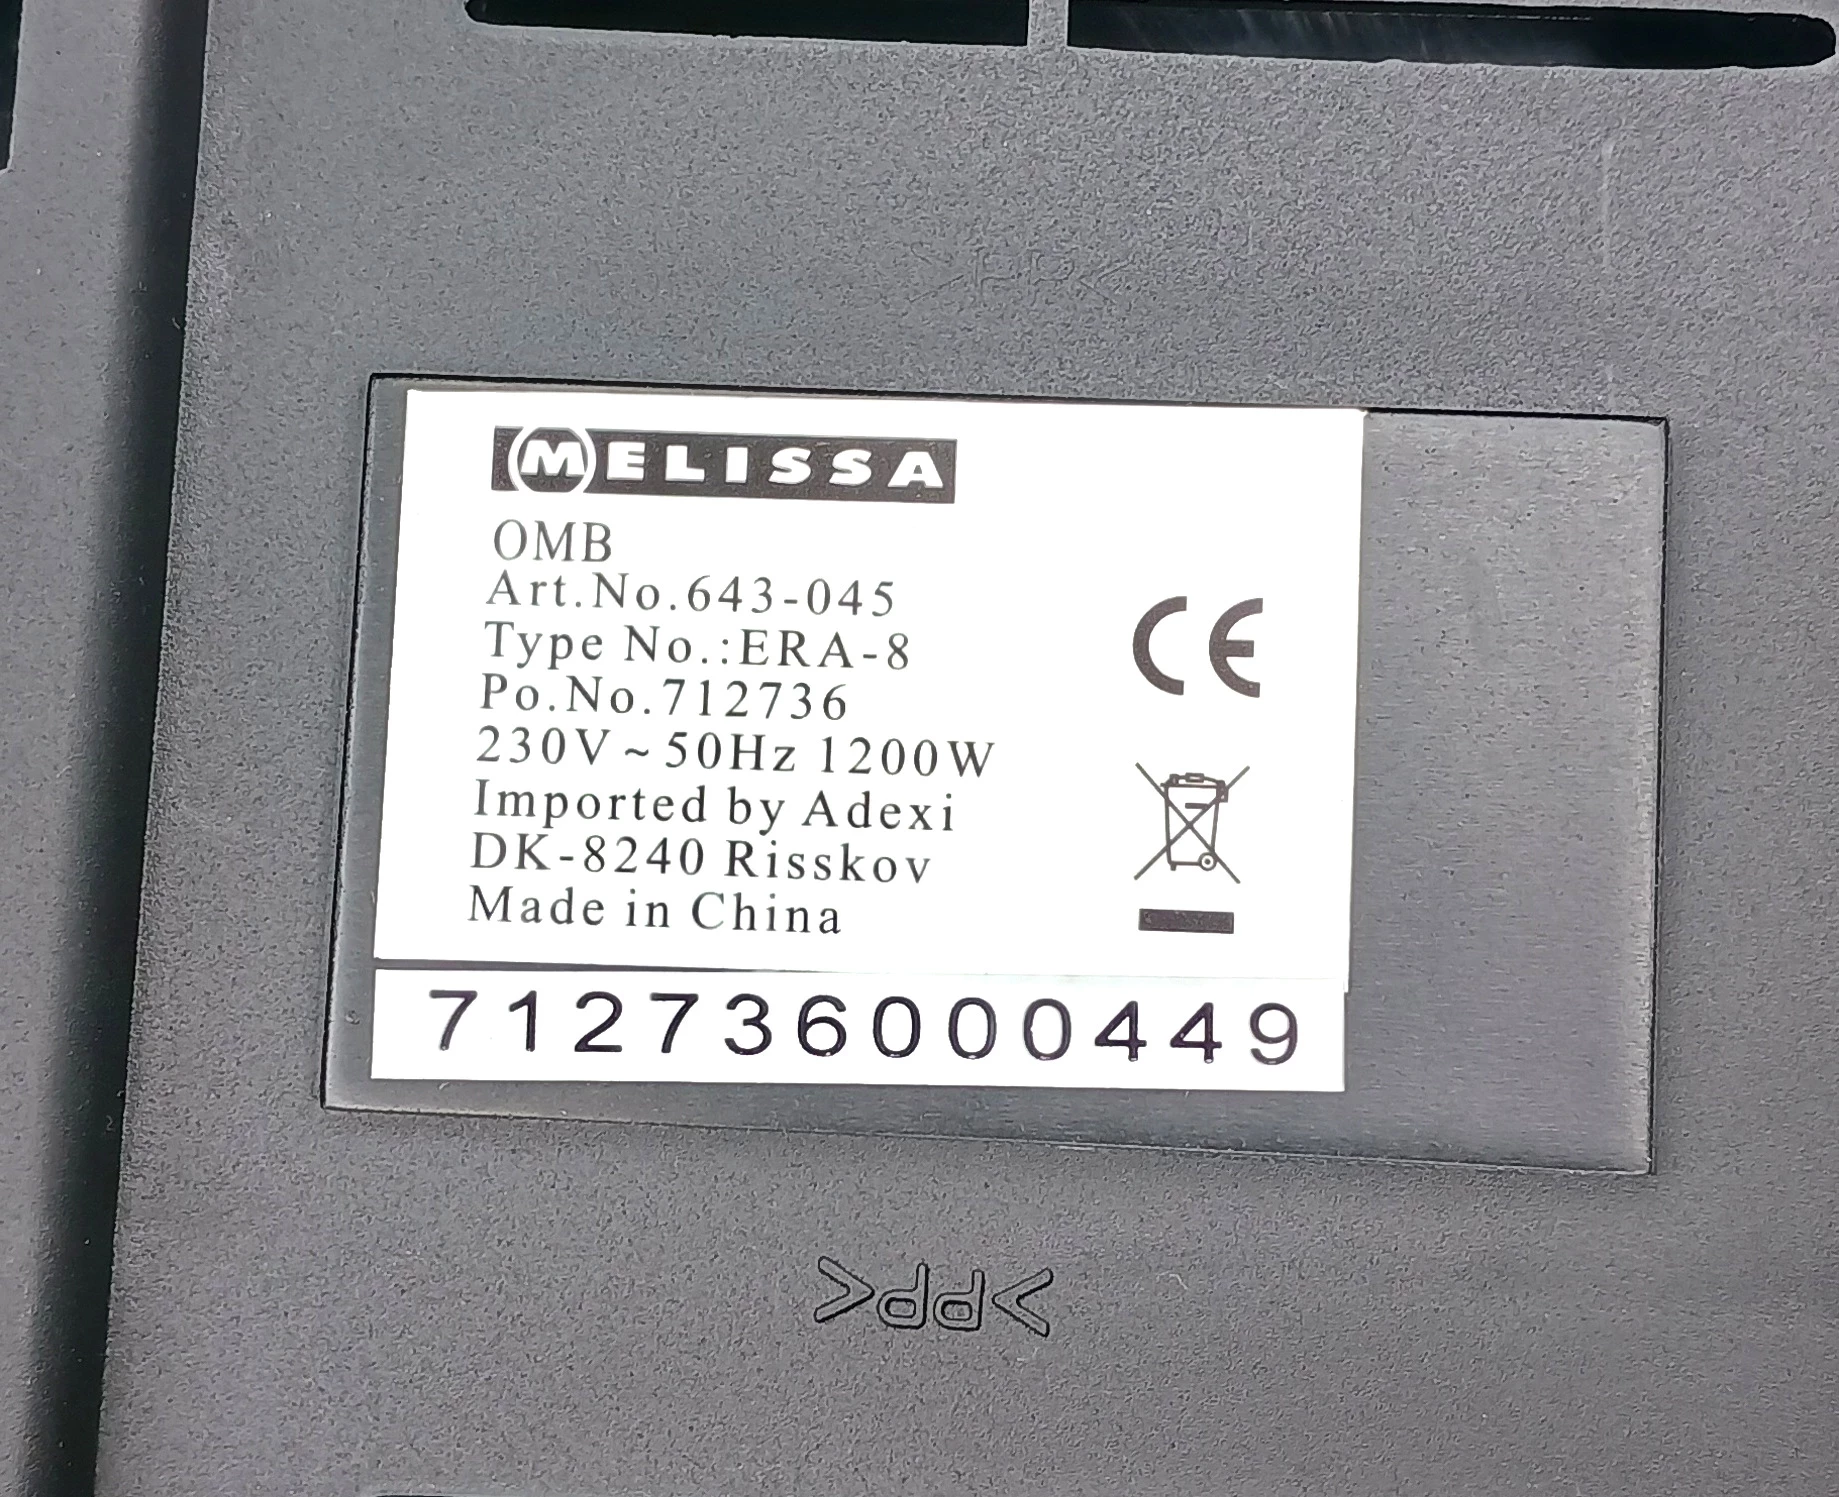 MELISSA
OMB
Art.No.643-045
Type No.:ERA-8
Po.No.712736
230V~50Hz 1200W
Imported by Adexi
DK-8240 Risskov
Made in China
CE
712736000449
>PP<